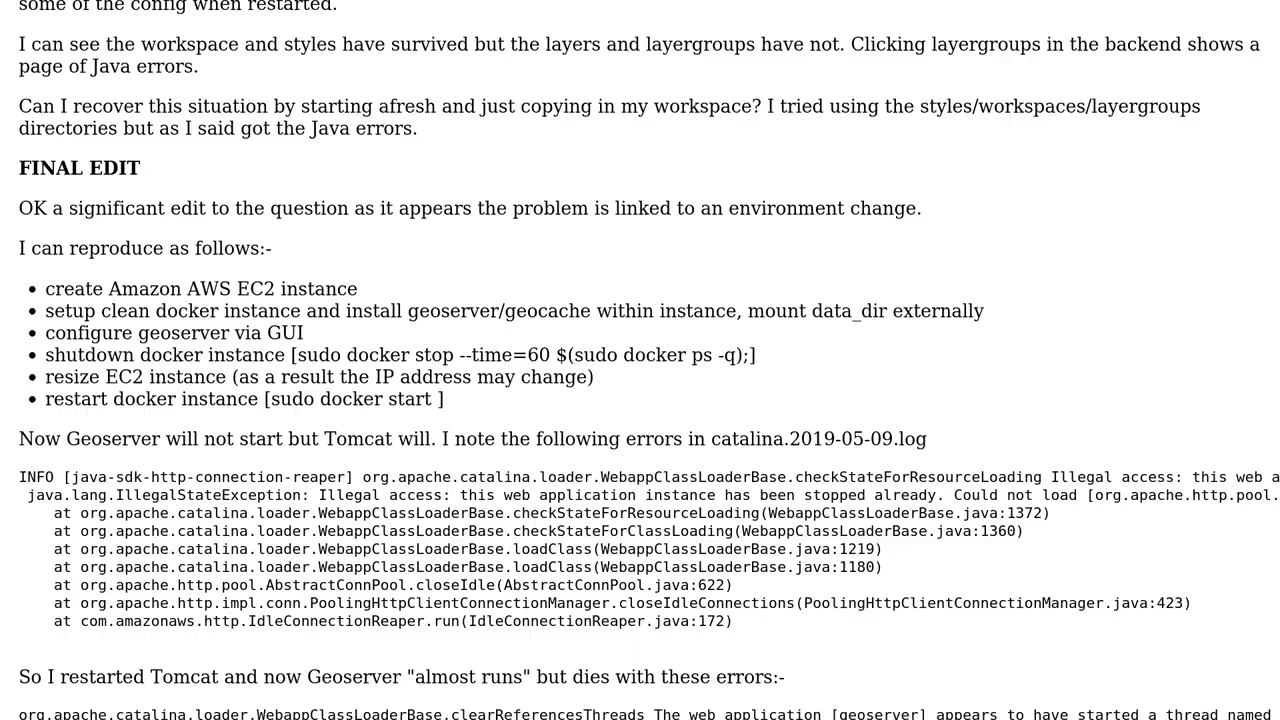 some of the config when restarted.
I can see the workspace and styles have survived but the layers and layergroups have not. Clicking layergroups in the backend shows a
page of Java errors.
Can I recover this situation by starting afresh and just copying in my workspace? I tried using the styles/workspaces/layergroups
directories but as I said got the Java errors.
FINAL EDIT
OK a significant edit to the question as it appears the problem is linked to an environment change.
I can reproduce as follows:-
• create Amazon AWS EC2 instance
• setup clean docker instance and install geoserver/geocache within instance, mount data_dir externally
• configure geoserver via GUI
• shutdown docker instance [sudo docker stop --time=60 $(sudo docker ps -q);]
• resize EC2 instance (as a result the IP address may change)
• restart docker instance [sudo docker start ]
Now Geoserver will not start but Tomcat will. I note the following errors in catalina.2019-05-09.log
INFO [java-sdk-http-connection-reaper] org.apache.catalina.loader.WebappClassLoaderBase.checkStateForResourceLoading Illegal access: this web a
java.lang.IllegalStateException: Illegal access: this web application instance has been stopped already. Could not load [org.apache.http.pool.
at org.apache.catalina.loader.WebappClassLoaderBase.checkStateForResourceLoading(WebappClassLoaderBase.java:1372)
at org.apache.catalina.loader.WebappClassLoaderBase.checkStateForClassLoading(WebappClassLoaderBase.java:1360)
at org.apache.catalina.loader.WebappClassLoaderBase.loadClass(WebappClassLoaderBase.java:1219)
at org.apache.catalina.loader.WebappClassLoaderBase.loadClass(WebappClassLoaderBase.java:1180)
at org.apache.http.pool.AbstractConnPool.closeIdle(AbstractConnPool.java:622)
at org.apache.http.impl.conn.PoolingHttpClientConnectionManager.closeIdleConnections(PoolingHttpClientConnectionManager.java:423)
at com.amazonaws.http.IdleConnectionReaper.run(IdleConnectionReaper.java:172)
So I restarted Tomcat and now Geoserver "almost runs" but dies with these errors:-
org.apache.catalina.loader.WebappClassLoaderBase.clearReferencesThreads The web application [geoserver] appears to have started a thread named